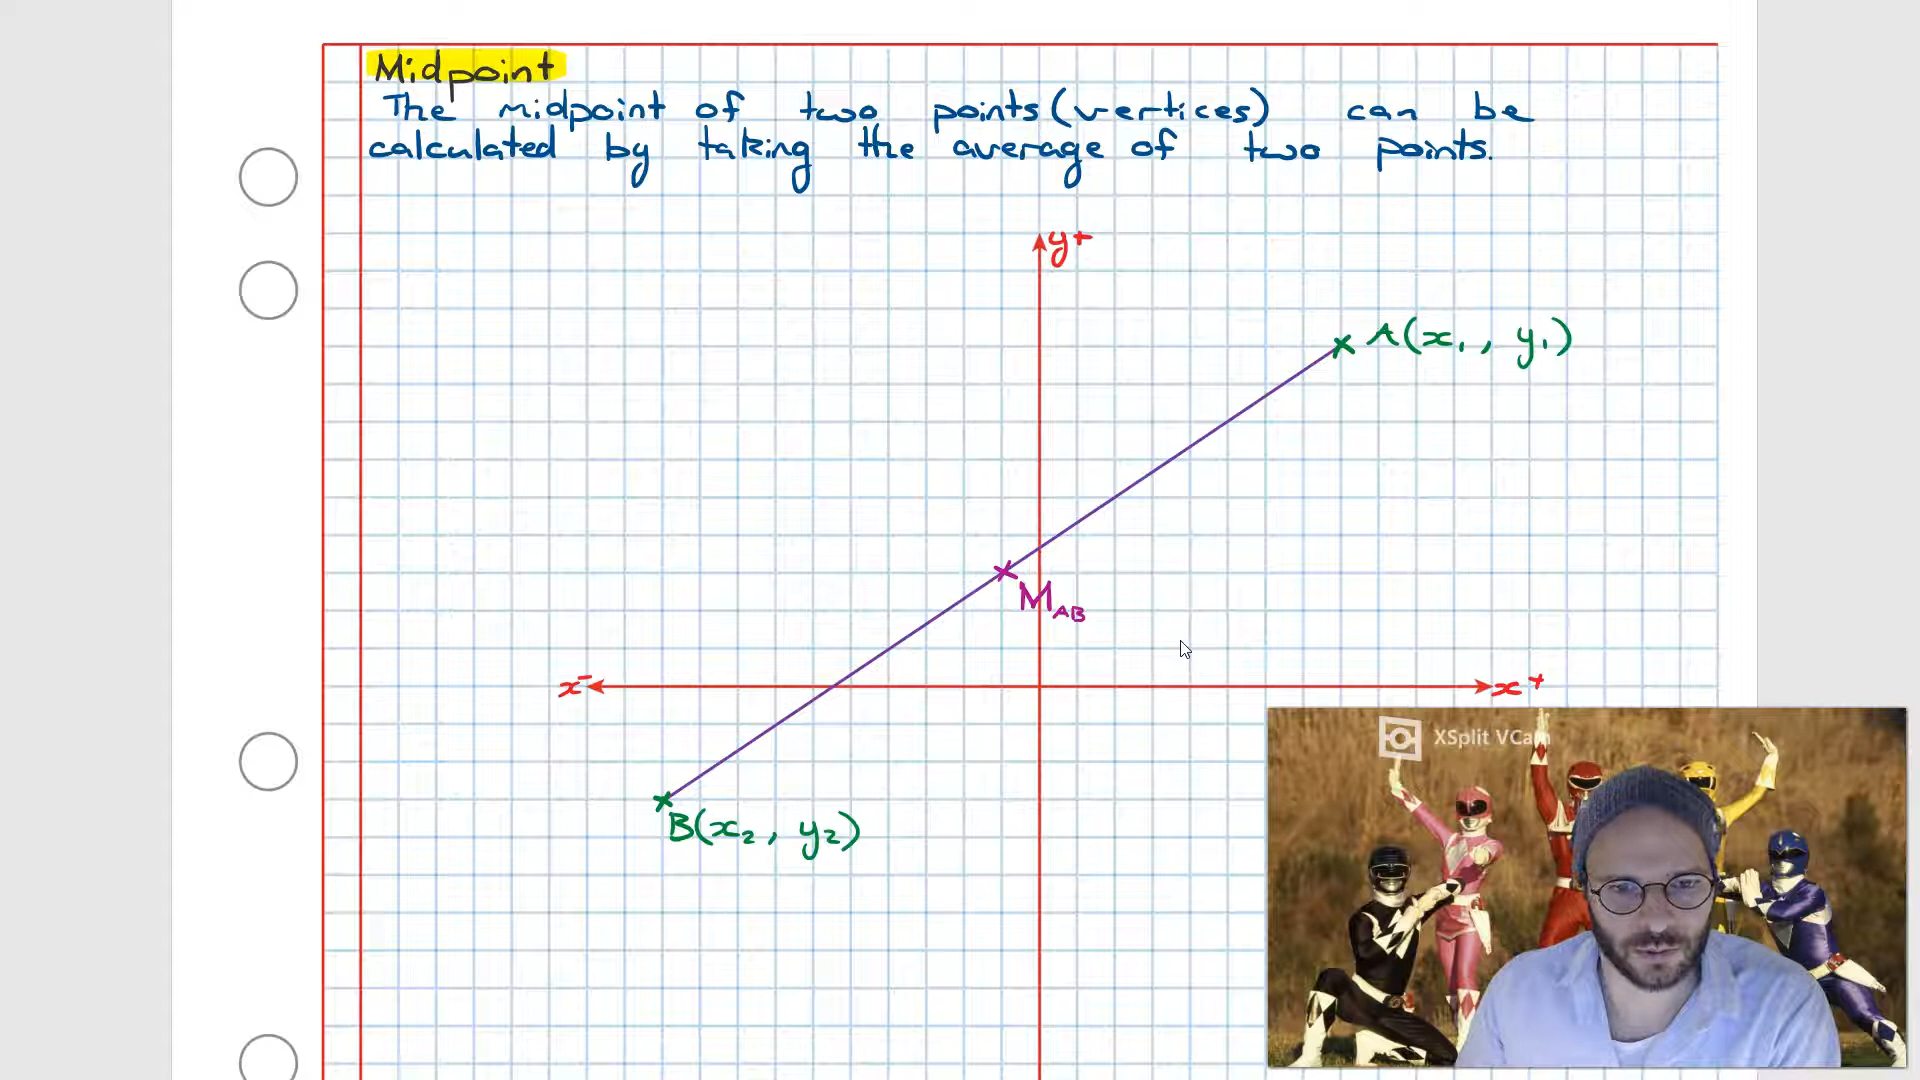 Midpoint
The midpoint of two points (vertices) can be
calculated by taking the average of two points.
y+
A(x₁, y₁)
M_AB
x⁻
x⁺
B(x₂, y₂)
XSplit VCam